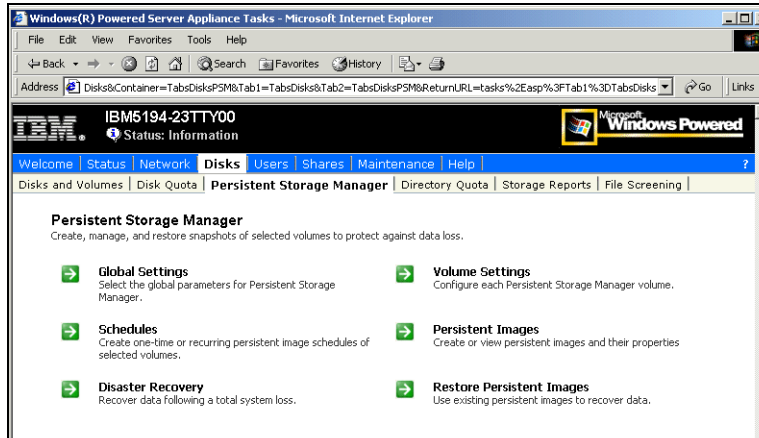 Windows(R) Powered Server Appliance Tasks - Microsoft Internet Explorer
File Edit View Favorites Tools Help
Back Search Favorites History
Address Disks&Container=TabsDisksPSM&Tab1=TabsDisks&Tab2=TabsDisksPSM&ReturnURL=tasks%2Easp%3FTab1%3DTabsDisks Go Links
IBM.
IBM5194-23TTY00
Status: Information
Microsoft
Windows Powered
Welcome | Status | Network | Disks | Users | Shares | Maintenance | Help | ?
Disks and Volumes | Disk Quota | Persistent Storage Manager | Directory Quota | Storage Reports | File Screening |
Persistent Storage Manager
Create, manage, and restore snapshots of selected volumes to protect against data loss.
Global Settings
Select the global parameters for Persistent Storage
Manager.
Volume Settings
Configure each Persistent Storage Manager volume.
Schedules
Create one-time or recurring persistent image schedules of
selected volumes.
Persistent Images
Create or view persistent images and their properties
Disaster Recovery
Recover data following a total system loss.
Restore Persistent Images
Use existing persistent images to recover data.